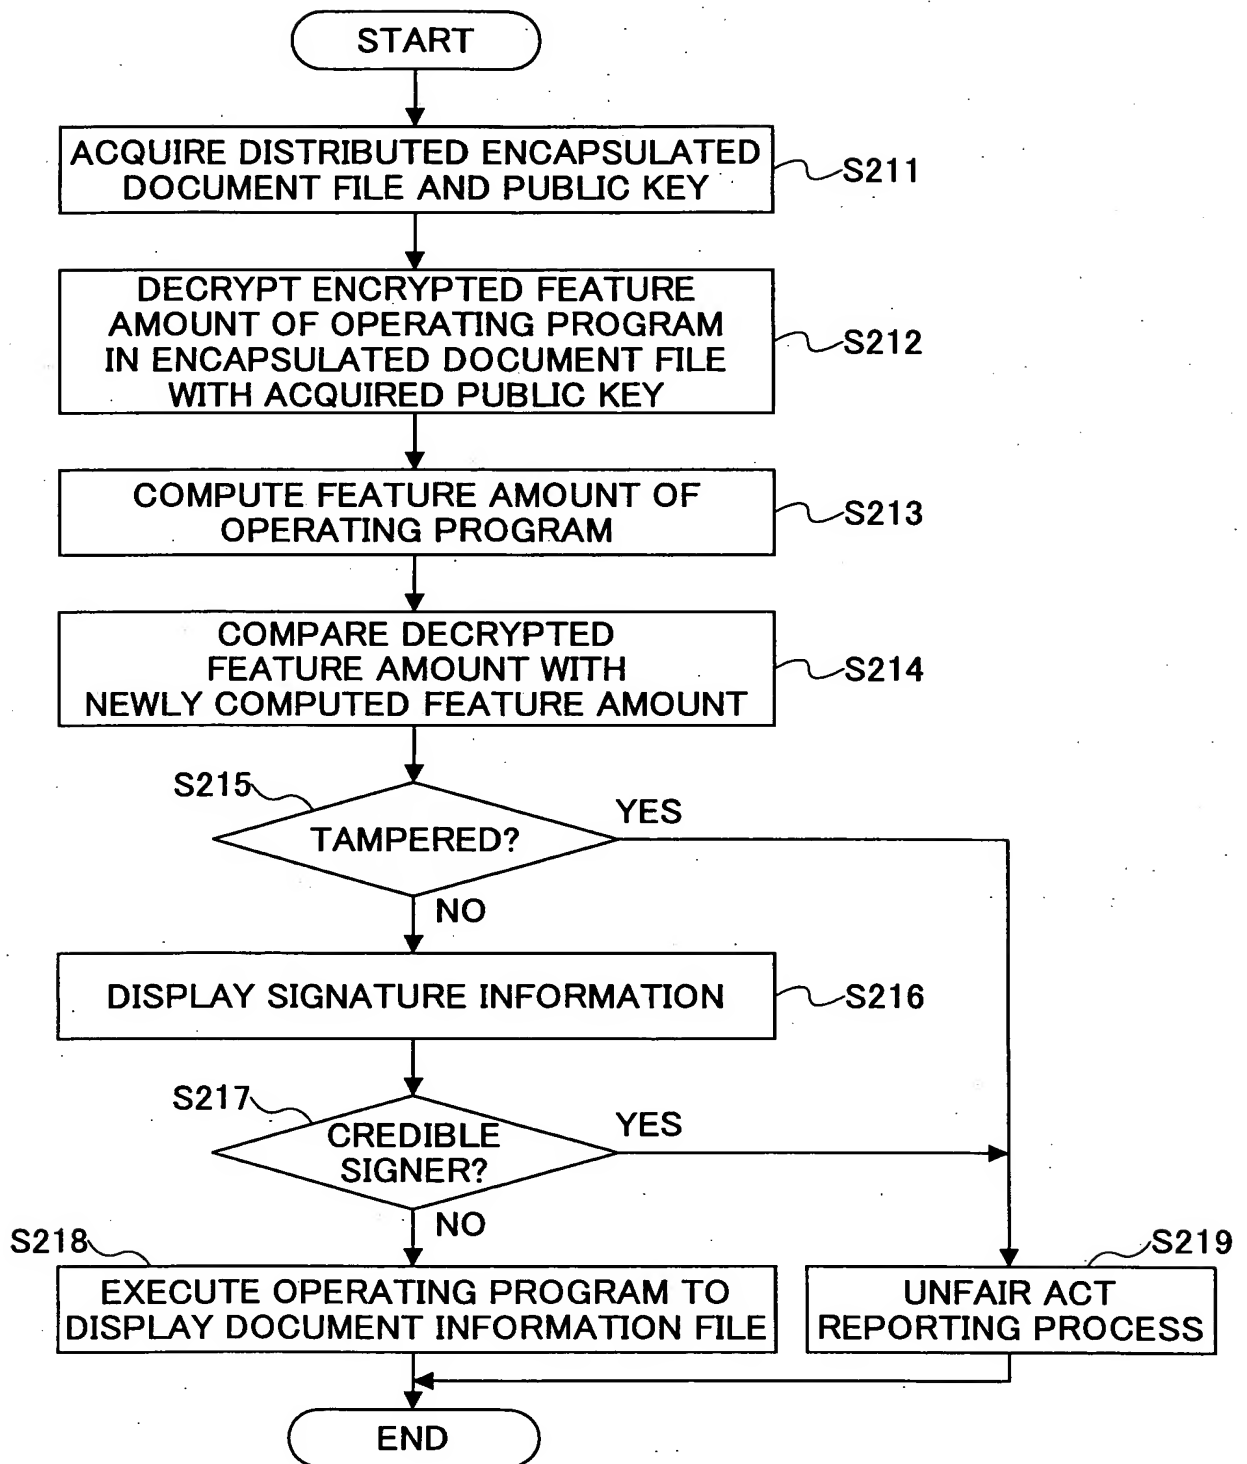 START
ACQUIRE DISTRIBUTED ENCAPSULATED
DOCUMENT FILE AND PUBLIC KEY
S211
DECRYPT ENCRYPTED FEATURE
AMOUNT OF OPERATING PROGRAM
IN ENCAPSULATED DOCUMENT FILE
WITH ACQUIRED PUBLIC KEY
S212
COMPUTE FEATURE AMOUNT OF
OPERATING PROGRAM
S213
COMPARE DECRYPTED
FEATURE AMOUNT WITH
NEWLY COMPUTED FEATURE AMOUNT
S214
S215
TAMPERED?
YES
NO
DISPLAY SIGNATURE INFORMATION
S216
S217
CREDIBLE
SIGNER?
YES
NO
S218
EXECUTE OPERATING PROGRAM TO
DISPLAY DOCUMENT INFORMATION FILE
S219
UNFAIR ACT
REPORTING PROCESS
END